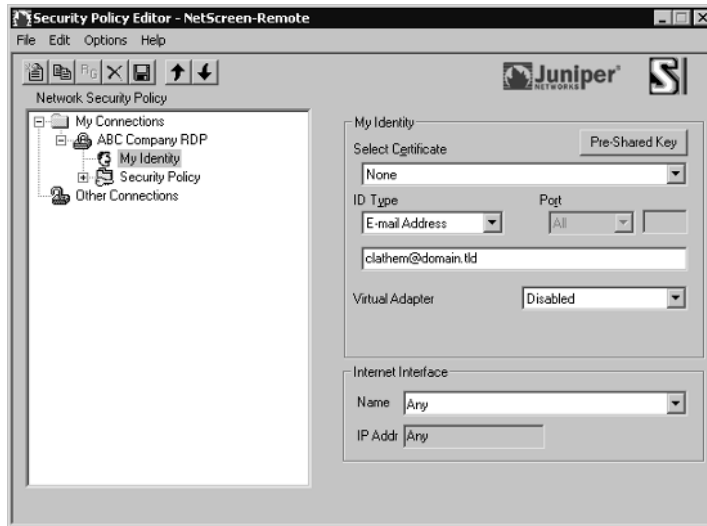 Security Policy Editor - NetScreen-Remote
File Edit Options Help
Juniper
NETWORKS
Network Security Policy
My Connections
ABC Company RDP
My Identity
Security Policy
Other Connections
My Identity
Select Certificate
Pre-Shared Key
None
ID Type
Port
E-mail Address
All
clathem@domain.tld
Virtual Adapter
Disabled
Internet Interface
Name
Any
IP Addr
Any